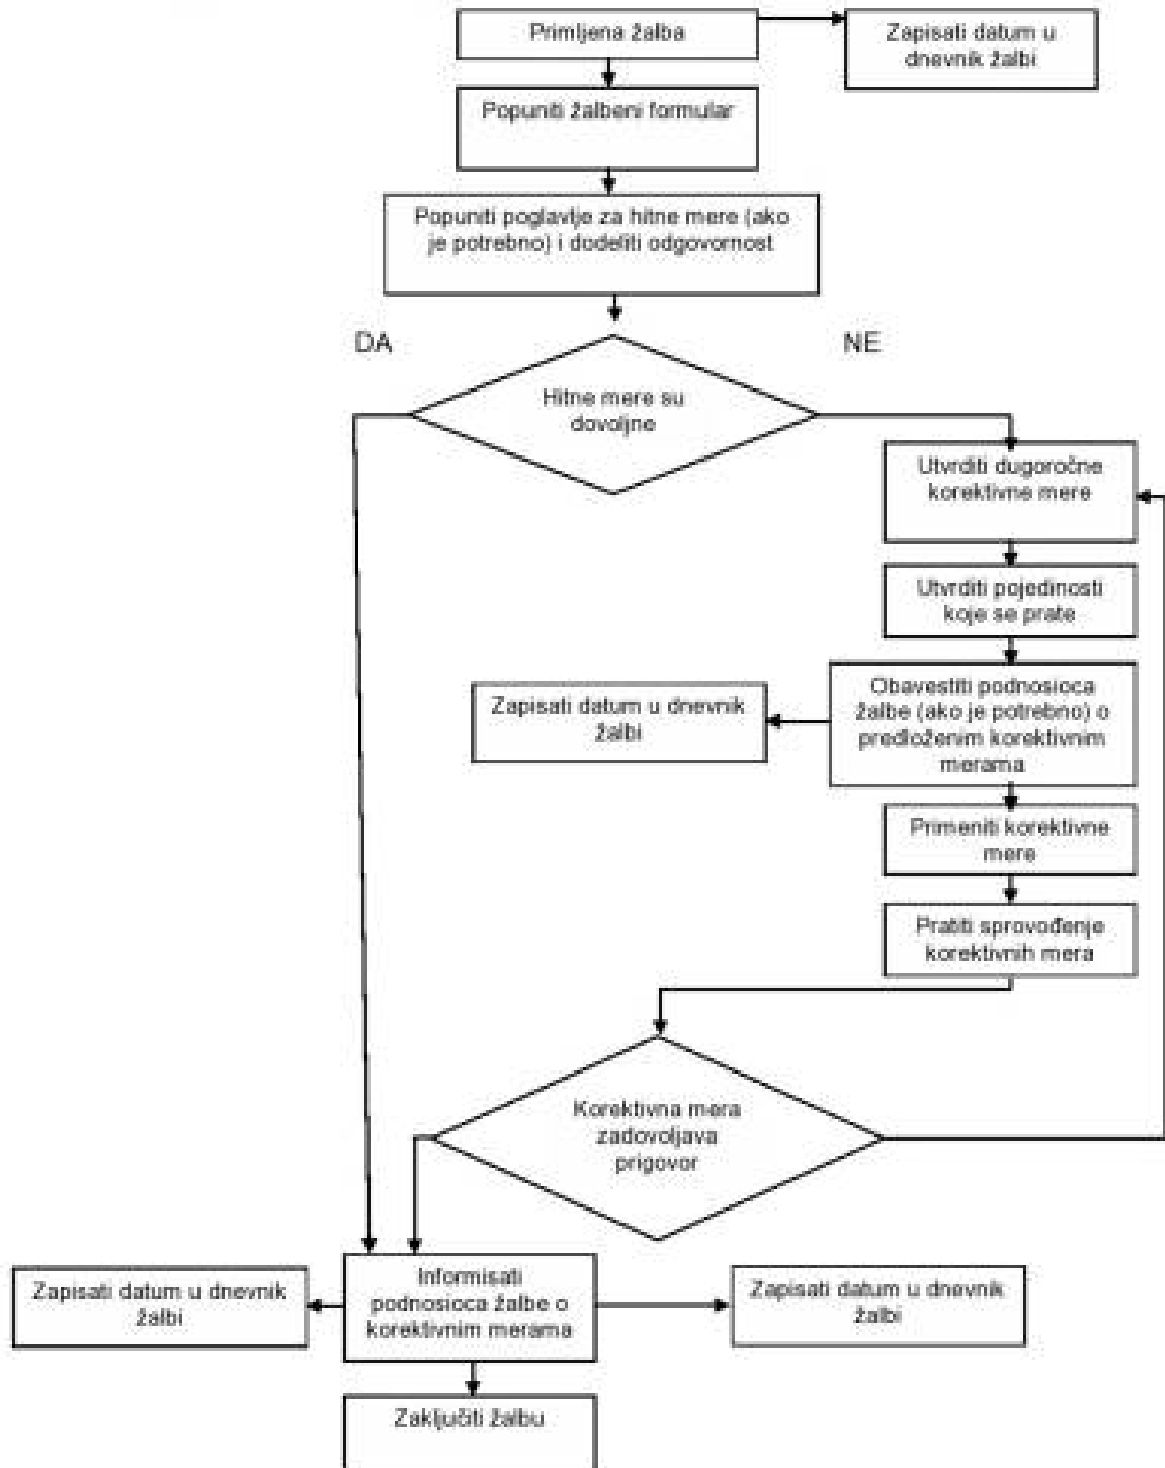 Primljena žalba
Zapisati datum u
dnevnik žalbi
Popuniti žalbeni formular
Popuniti poglavlje za hitne mere (ako
je potrebno) i dodeliti odgovornost
DA
NE
Hitne mere su
dovoljne
Utvrditi dugoročne
korektivne mere
Utvrditi pojedinosti
koje se prate
Obavestiti podnosioca
žalbe (ako je potrebno) o
predloženim korektivnim
merama
Zapisati datum u dnevnik
žalbi
Primeniti korektivne
mere
Pratiti sprovođenje
korektivnih mera
Korektivna mera
zadovoljava
prigovor
Zapisati datum u dnevnik
žalbi
Informisati
podnosioca žalbe o
korektivnim merama
Zapisati datum u dnevnik
žalbi
Zaključiti žalbu